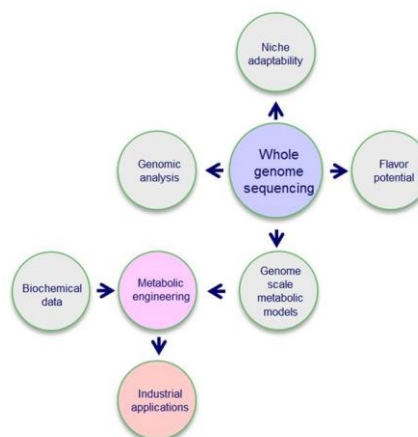 Niche
adaptability
Genomic
analysis
Whole
genome
sequencing
Flavor
potential
Biochemical
data
Metabolic
engineering
Genome
scale
metabolic
models
Industrial
applications